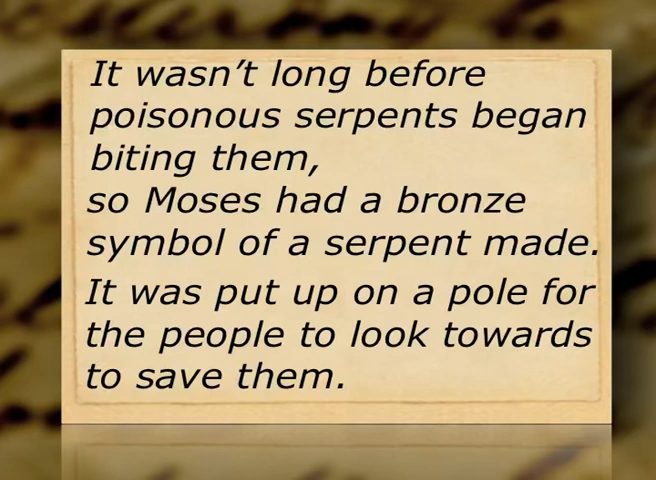 It wasn’t long before
poisonous serpents began
biting them,
so Moses had a bronze
symbol of a serpent made.
It was put up on a pole for
the people to look towards
to save them.